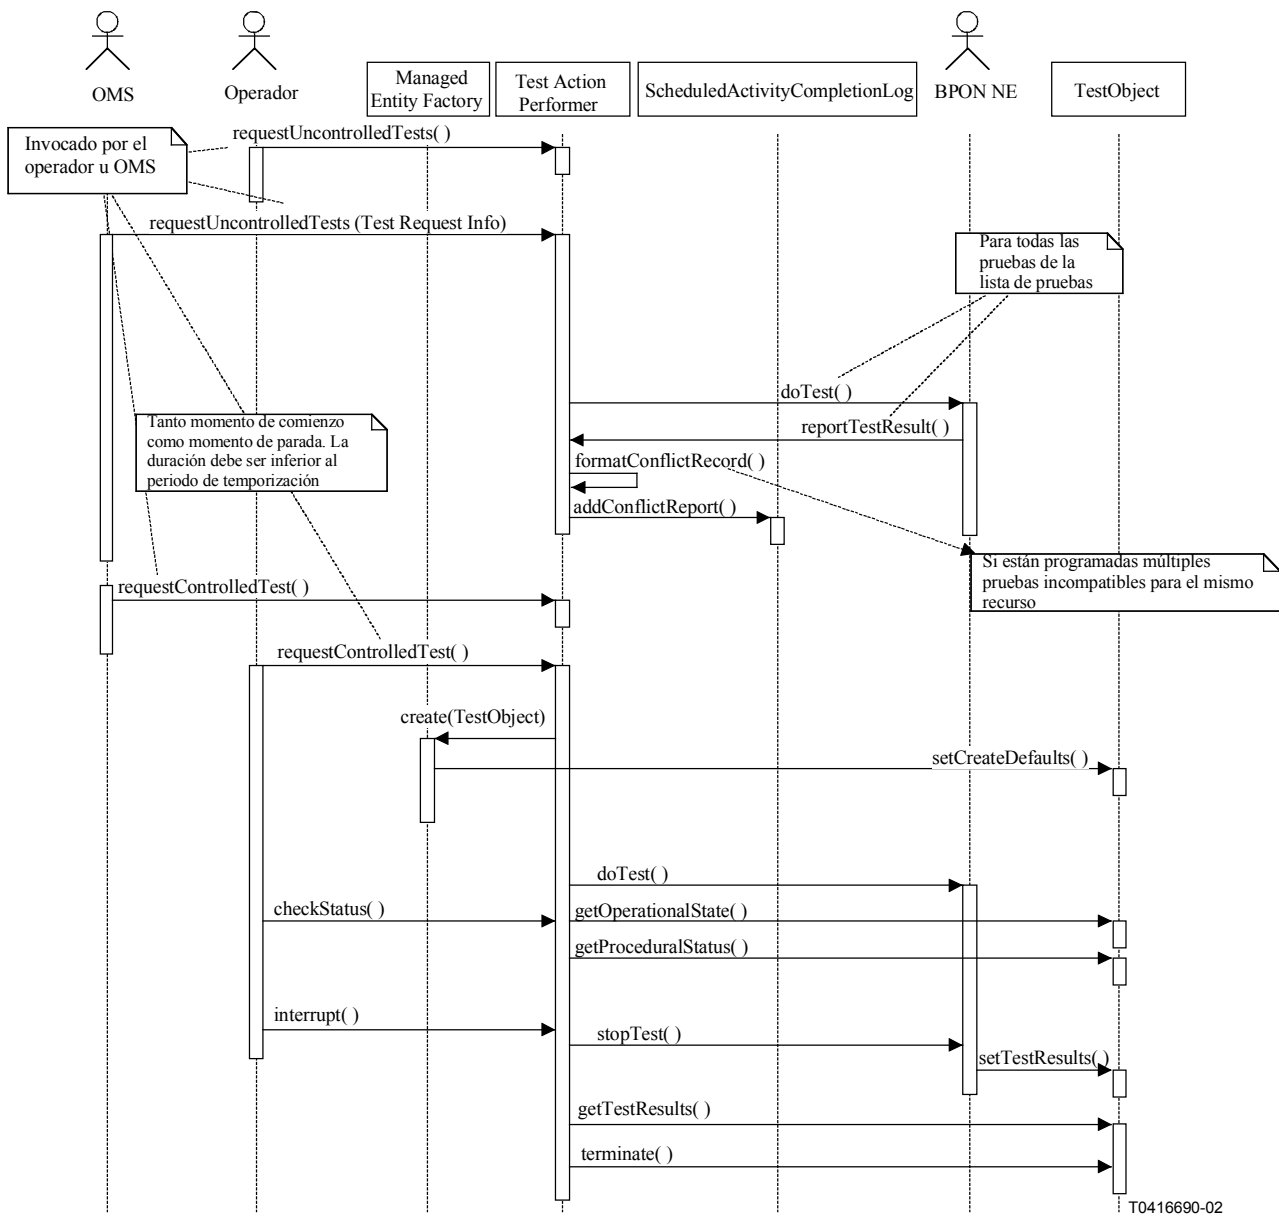 OMS
Operador
Managed
Entity Factory
Test Action
Performer
ScheduledActivityCompletionLog
BPON NE
TestObject
Invocado por el
operador u OMS
requestUncontrolledTests( )
requestUncontrolledTests (Test Request Info)
Para todas las
pruebas de la
lista de pruebas
doTest( )
Tanto momento de comienzo
como momento de parada. La
duración debe ser inferior al
periodo de temporización
reportTestResult( )
formatConflictRecord( )
addConflictReport( )
Si están programadas múltiples
pruebas incompatibles para el mismo
recurso
requestControlledTest( )
requestControlledTest( )
create(TestObject)
setCreateDefaults( )
doTest( )
checkStatus( )
getOperationalState( )
getProceduralStatus( )
interrupt( )
stopTest( )
setTestResults( )
getTestResults( )
terminate( )
T0416690-02